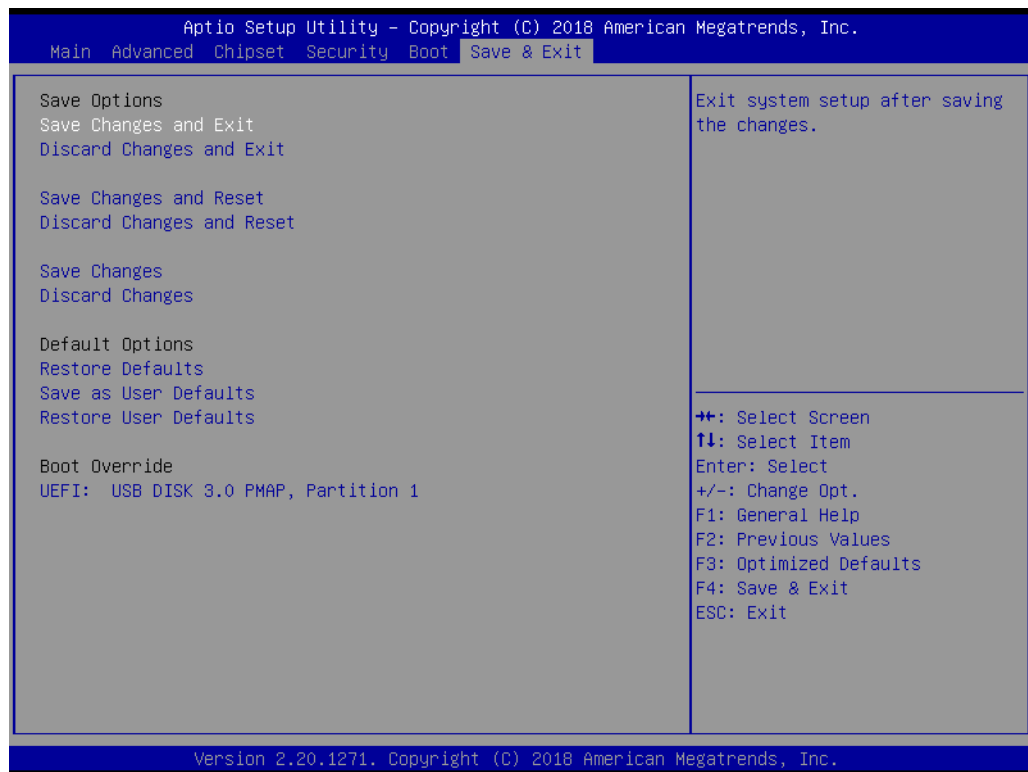 Aptio Setup Utility – Copyright (C) 2018 American Megatrends, Inc.
Main Advanced Chipset Security Boot Save & Exit
Save Options
Save Changes and Exit
Discard Changes and Exit
Save Changes and Reset
Discard Changes and Reset
Save Changes
Discard Changes
Default Options
Restore Defaults
Save as User Defaults
Restore User Defaults
Boot Override
UEFI: USB DISK 3.0 PMAP, Partition 1
Exit system setup after saving
the changes.
→←: Select Screen
↑↓: Select Item
Enter: Select
+/-: Change Opt.
F1: General Help
F2: Previous Values
F3: Optimized Defaults
F4: Save & Exit
ESC: Exit
Version 2.20.1271. Copyright (C) 2018 American Megatrends, Inc.